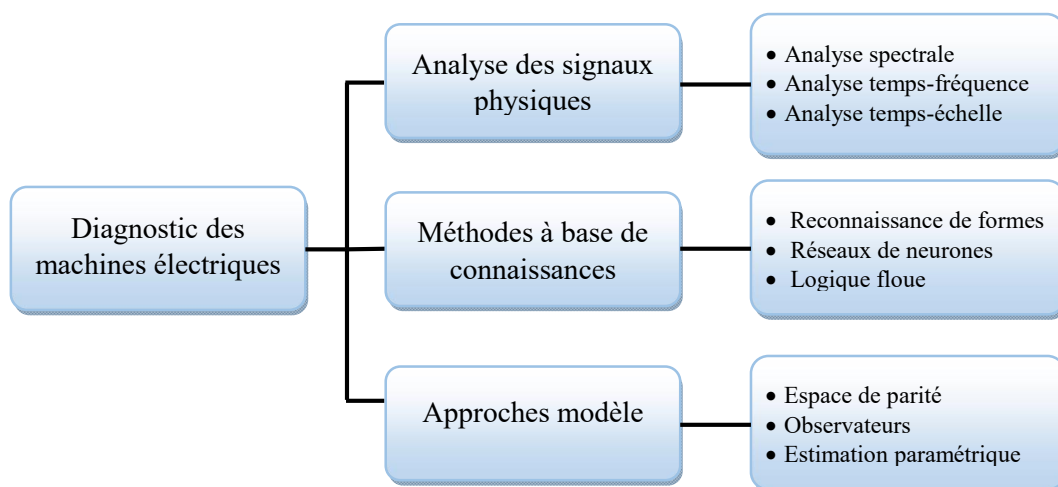 Diagnostic des
machines électriques
Analyse des signaux
physiques
• Analyse spectrale
• Analyse temps-fréquence
• Analyse temps-échelle
Méthodes à base de
connaissances
• Reconnaissance de formes
• Réseaux de neurones
• Logique floue
Approches modèle
• Espace de parité
• Observateurs
• Estimation paramétrique